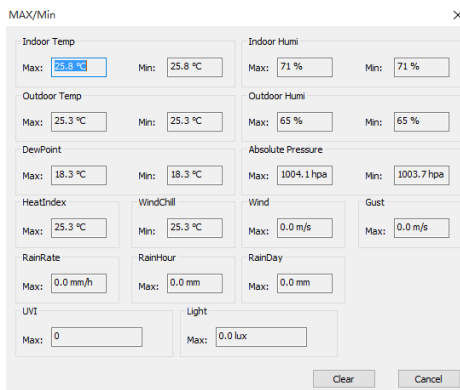 MAX/Min
Indoor Temp Indoor Humi
Max: 25.8 ℃ Min: 25.8 ℃ Max: 71 % Min: 71 %
Outdoor Temp Outdoor Humi
Max: 25.3 ℃ Min: 25.3 ℃ Max: 65 % Min: 65 %
DewPoint Absolute Pressure
Max: 18.3 ℃ Min: 18.3 ℃ Max: 1004.1 hpa Min: 1003.7 hpa
HeatIndex WindChill Wind Gust
Max: 25.3 ℃ Min: 25.3 ℃ Max: 0.0 m/s Max: 0.0 m/s
RainRate RainHour RainDay
Max: 0.0 mm/h Max: 0.0 mm Max: 0.0 mm
UVI Light
Max: 0 Max: 0.0 lux
Clear Cancel